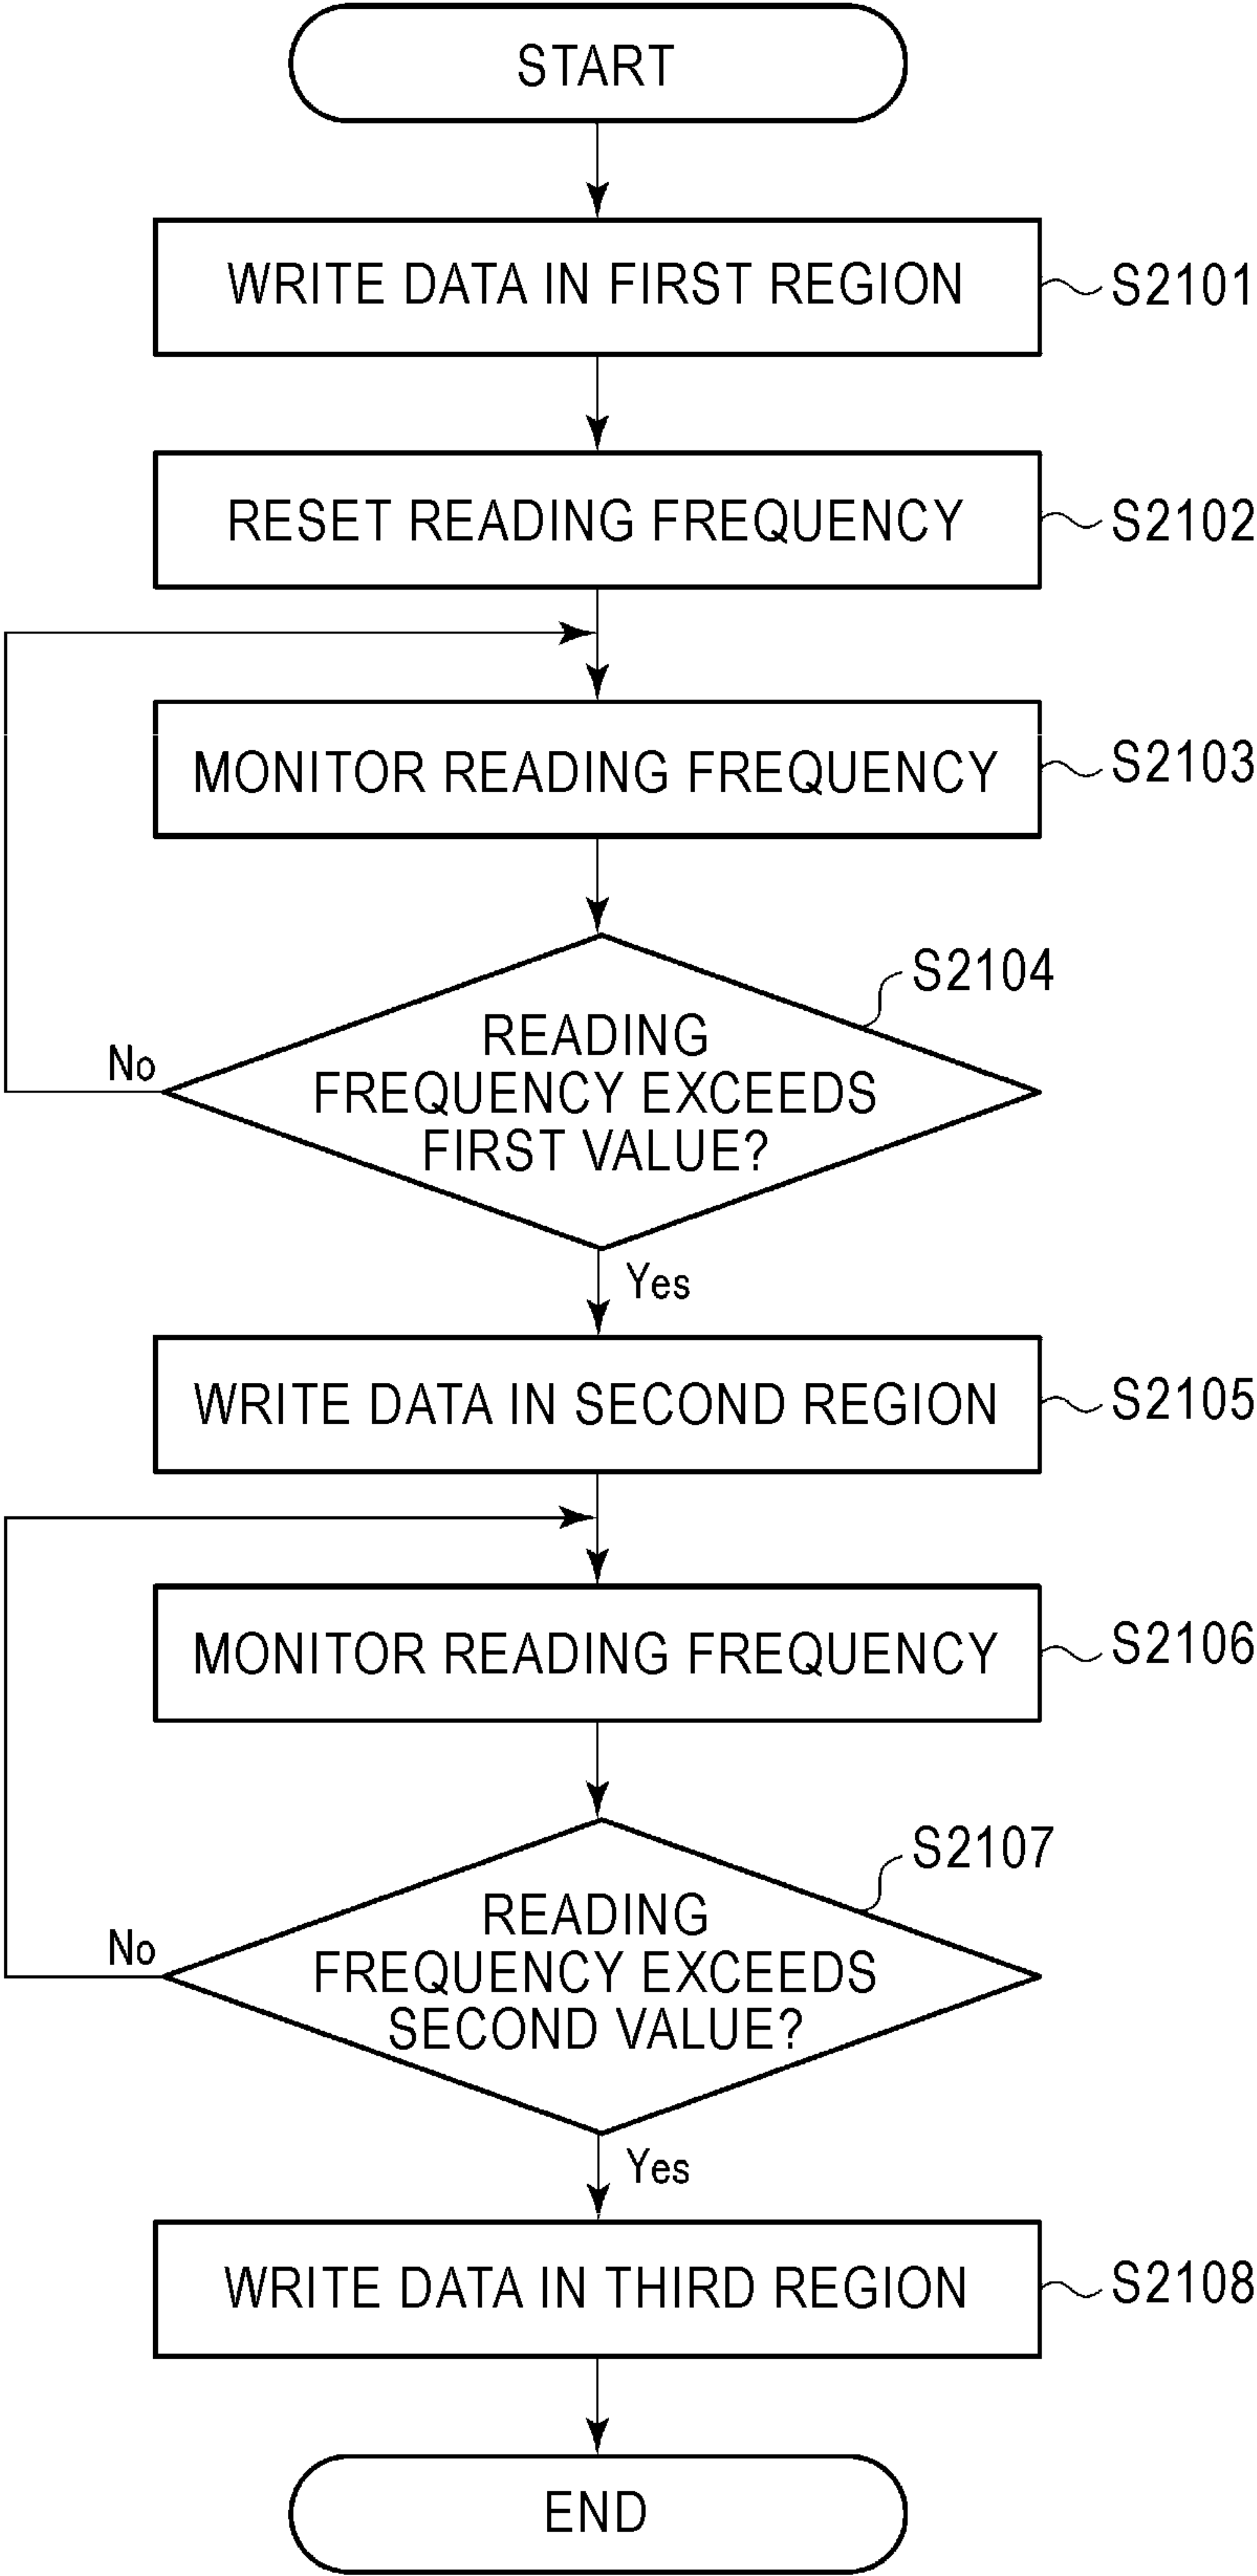 START
WRITE DATA IN FIRST REGION
S2101
RESET READING FREQUENCY
S2102
MONITOR READING FREQUENCY
S2103
S2104
READING
FREQUENCY EXCEEDS
FIRST VALUE?
No
Yes
WRITE DATA IN SECOND REGION
S2105
MONITOR READING FREQUENCY
S2106
S2107
READING
FREQUENCY EXCEEDS
SECOND VALUE?
No
Yes
WRITE DATA IN THIRD REGION
S2108
END